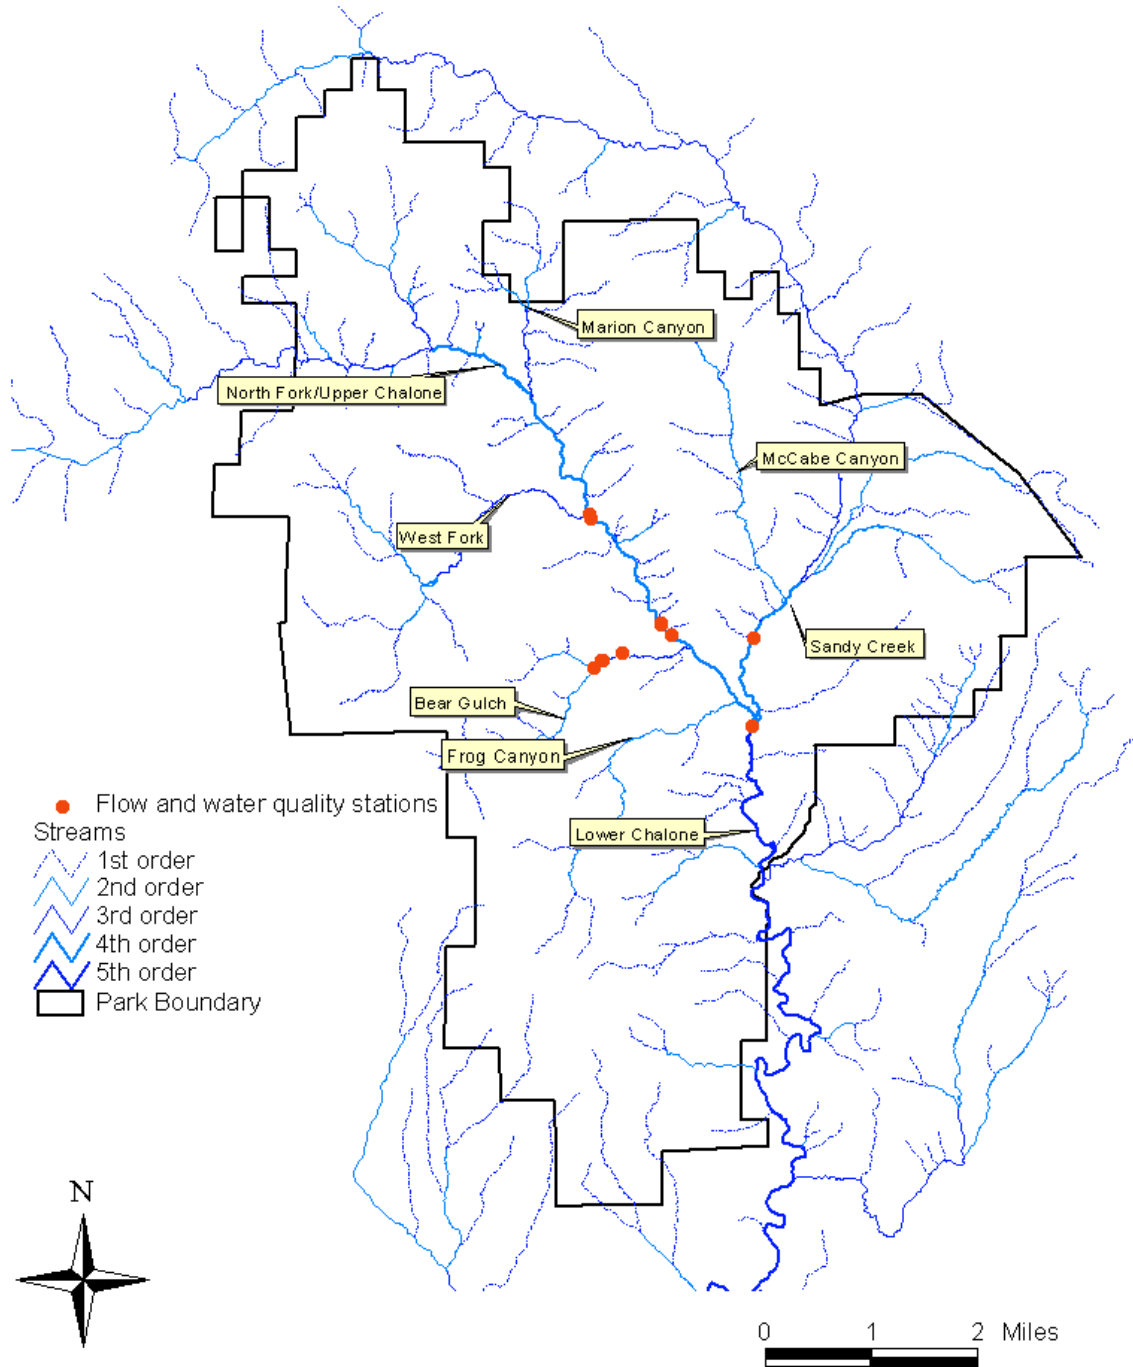 Marion Canyon
North Fork/Upper Chalone
McCabe Canyon
West Fork
Sandy Creek
Bear Gulch
Frog Canyon
Lower Chalone
Flow and water quality stations
Streams
1st order
2nd order
3rd order
4th order
5th order
Park Boundary
N
0 1 2 Miles